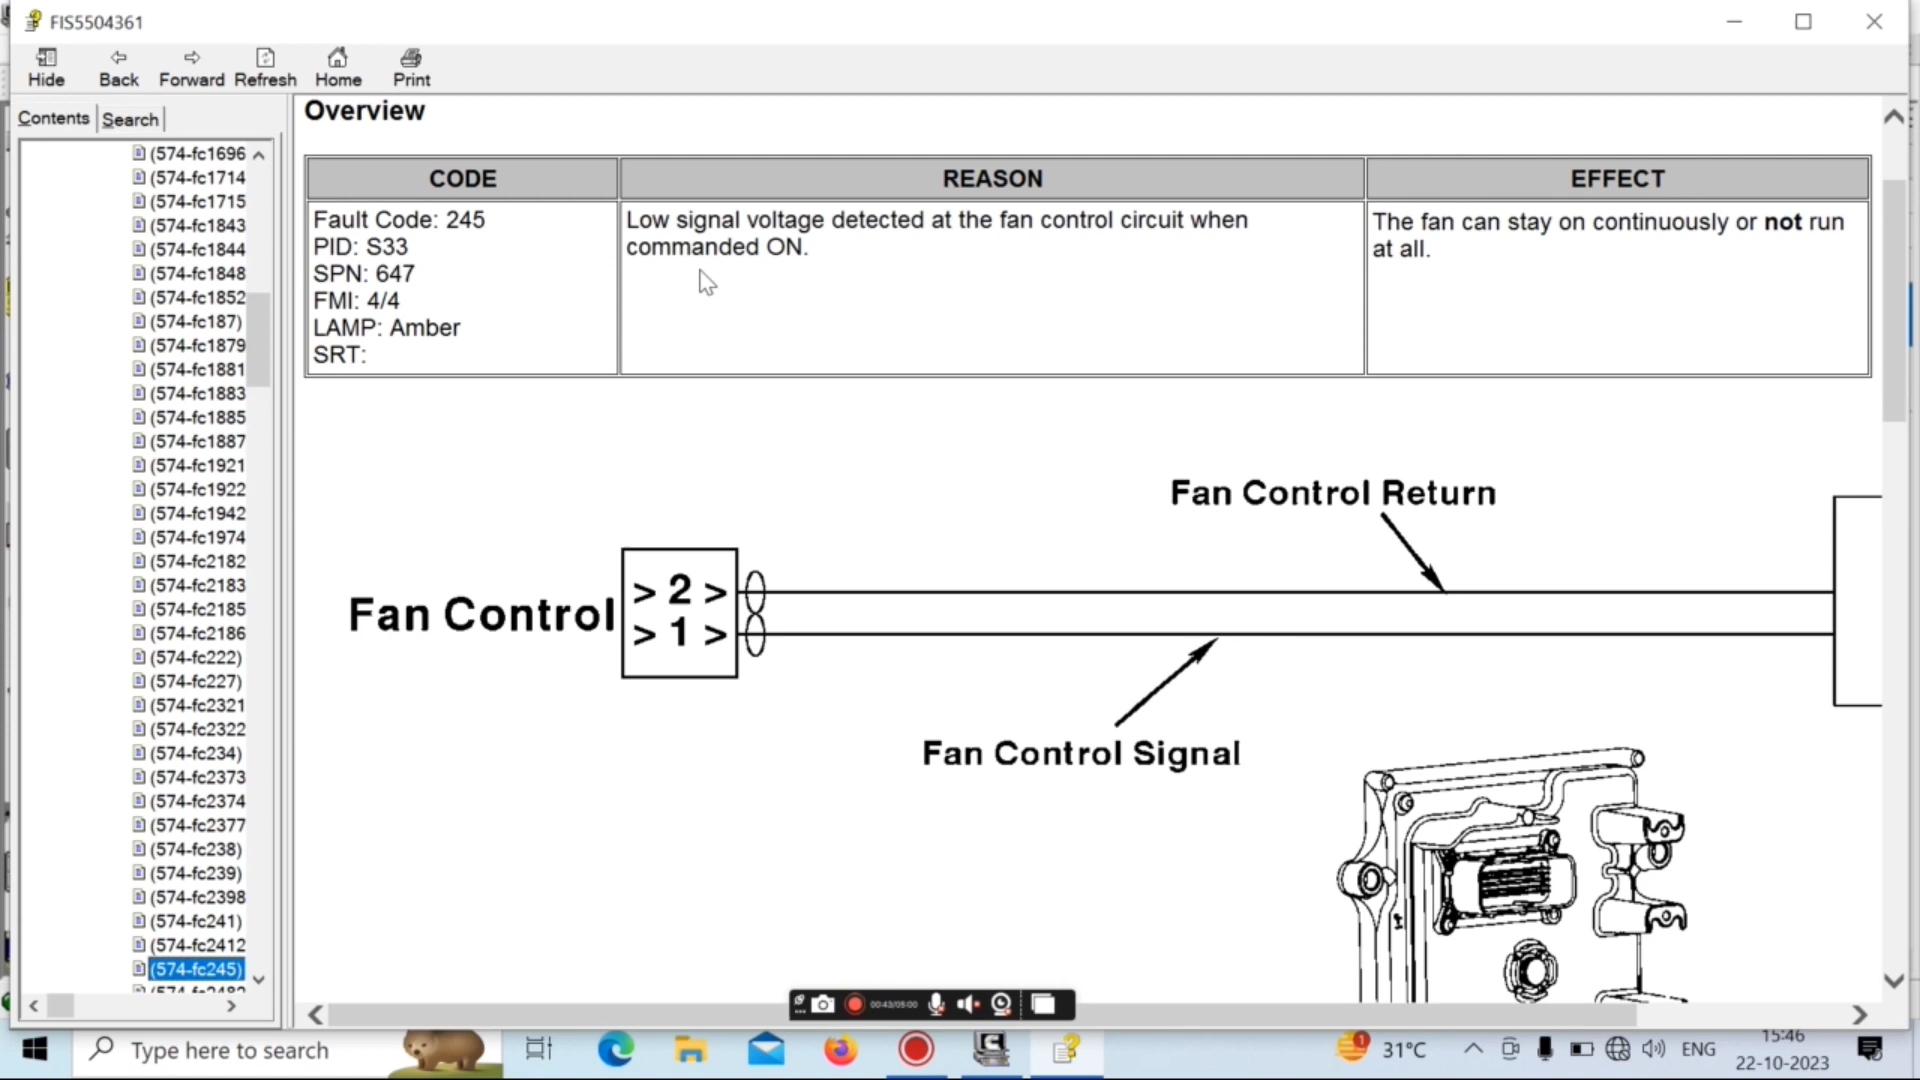 FIS5504361
Hide
Back
Forward
Refresh
Home
Print
Contents
Search
(574-fc1696
(574-fc1714
(574-fc1715
(574-fc1843
(574-fc1844
(574-fc1848
(574-fc1852
(574-fc187)
(574-fc1879
(574-fc1881
(574-fc1883
(574-fc1885
(574-fc1887
(574-fc1921
(574-fc1922
(574-fc1942
(574-fc1974
(574-fc2182
(574-fc2183
(574-fc2185
(574-fc2186
(574-fc222)
(574-fc227)
(574-fc2321
(574-fc2322
(574-fc234)
(574-fc2373
(574-fc2374
(574-fc2377
(574-fc238)
(574-fc239)
(574-fc2398
(574-fc241)
(574-fc2412
(574-fc245)
Overview
CODE
REASON
EFFECT
Fault Code: 245
PID: S33
SPN: 647
FMI: 4/4
LAMP: Amber
SRT:
Low signal voltage detected at the fan control circuit when
commanded ON.
The fan can stay on continuously or not run
at all.
Fan Control Return
Fan Control
> 2 >
> 1 >
Fan Control Signal
00:43/05:00
Type here to search
1
31°C
ENG
15:46
22-10-2023